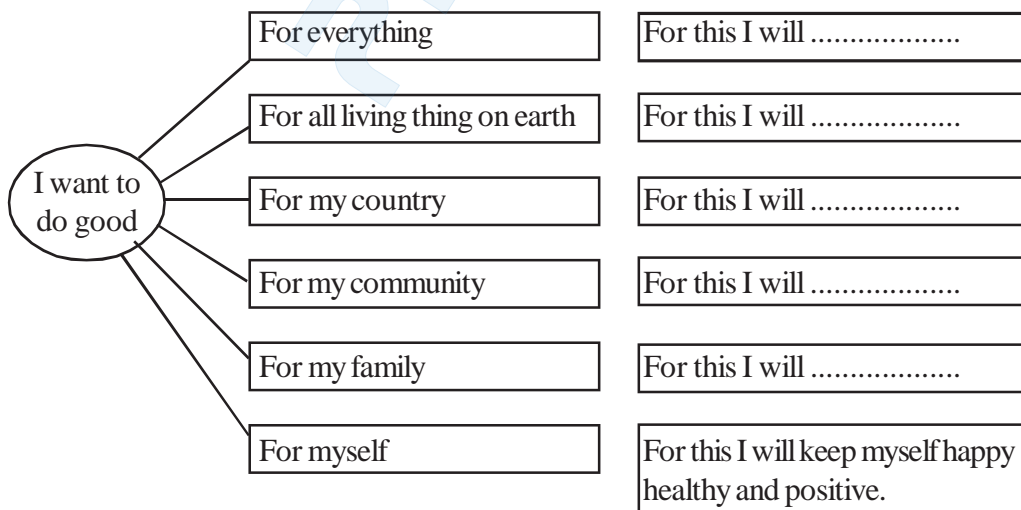 For everything
For this I will ...................
For all living thing on earth
For this I will ...................
I want to
do good
For my country
For this I will ...................
For my community
For this I will ...................
For my family
For this I will ...................
For myself
For this I will keep myself happy
healthy and positive.